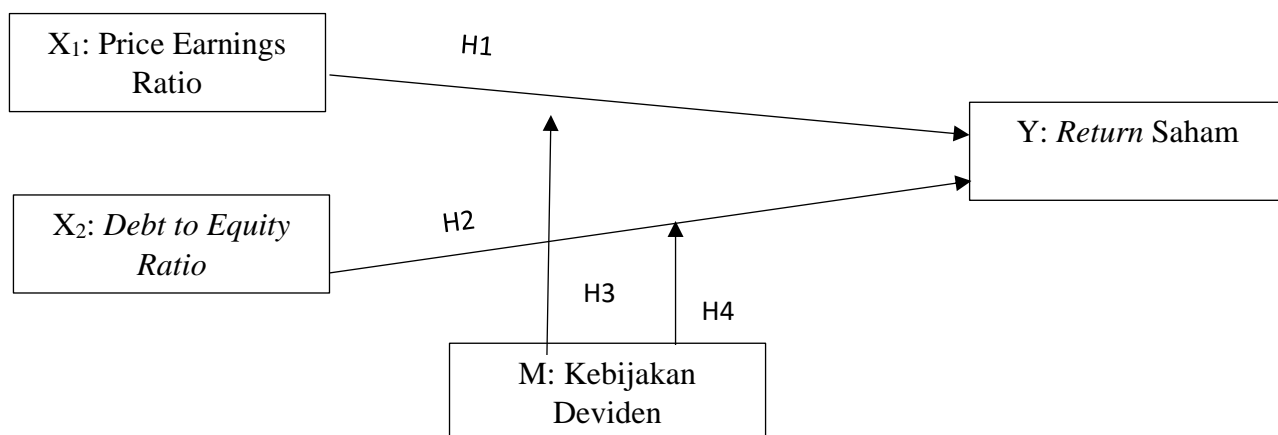 X₁: Price Earnings
Ratio
H1
Y: Return Saham
X₂: Debt to Equity
Ratio
H2
H3
H4
M: Kebijakan
Deviden